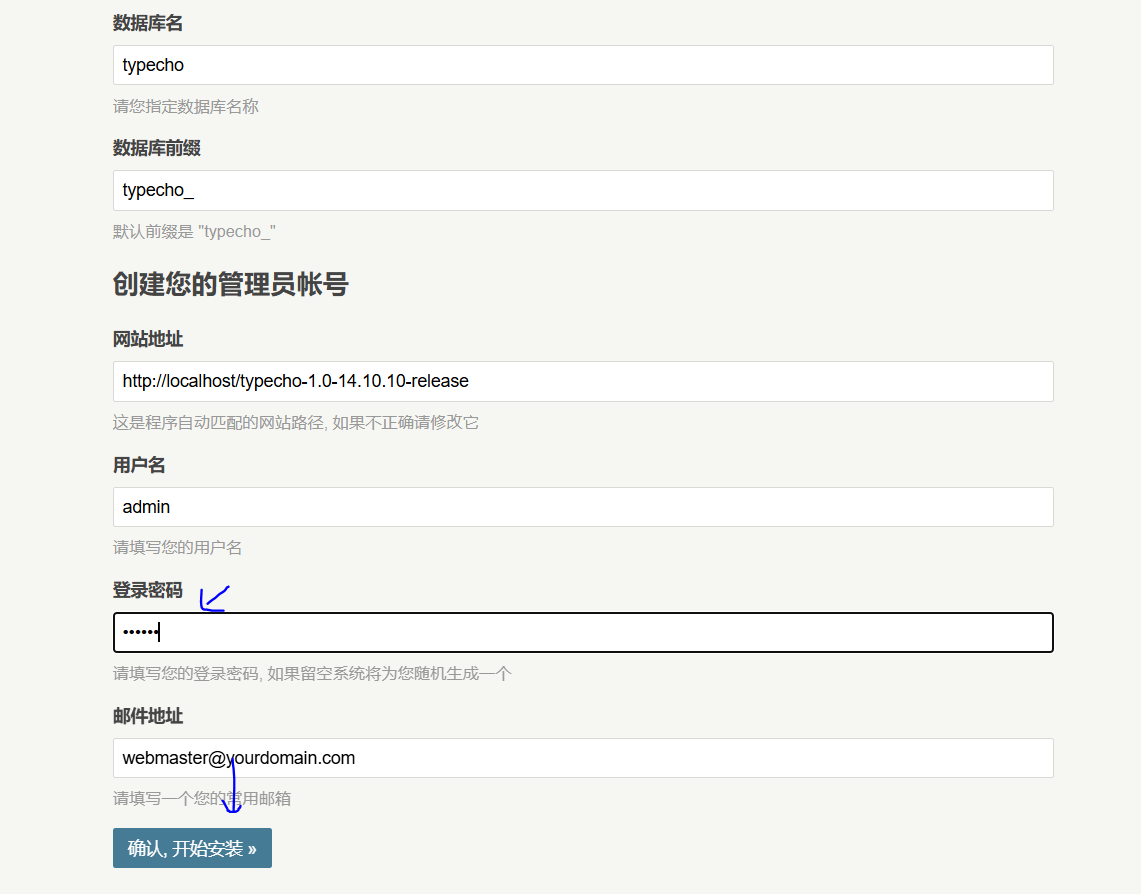 数据库名
typecho
请您指定数据库名称
数据库前缀
typecho_
默认前缀是 "typecho_"
创建您的管理员帐号
网站地址
http://localhost/typecho-1.0-14.10.10-release
这是程序自动匹配的网站路径, 如果不正确请修改它
用户名
admin
请填写您的用户名
登录密码
••••••
请填写您的登录密码, 如果留空系统将为您随机生成一个
邮件地址
webmaster@yourdomain.com
请填写一个您的常用邮箱
确认, 开始安装 »